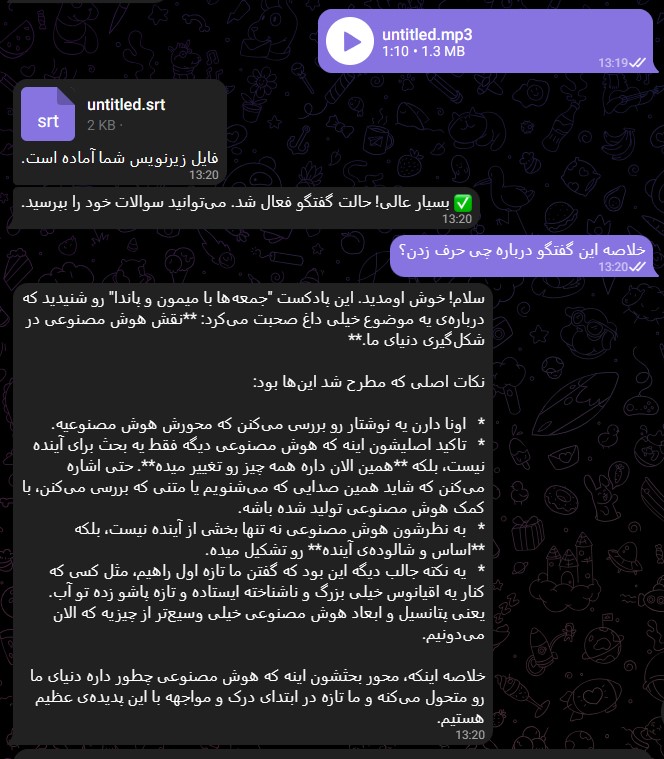 untitled.mp3
1:10 • 1.3 MB
13:19
untitled.srt
srt
2 KB ·
فایل زیرنویس شما آماده است.
13:20
✅ بسیار عالی! حالت گفتگو فعال شد. می‌توانید سوالات خود را بپرسید.
13:20
خلاصه این گفتگو درباره چی حرف زدن؟
13:20
سلام! خوش اومدید. این پادکست "جمعه‌ها با میمون و پاندا" رو شنیدید که
درباره‌ی یه موضوع خیلی داغ صحبت می‌کرد: **نقش هوش مصنوعی در
شکل‌گیری دنیای ما.**
نکات اصلی که مطرح شد این‌ها بود:
* اونا دارن یه نوشتار رو بررسی می‌کنن که محورش هوش مصنوعیه.
* تاکید اصلیشون اینه که هوش مصنوعی دیگه فقط یه بحث برای آینده
نیست، بلکه **همین الان داره همه چیز رو تغییر میده**. حتی اشاره
می‌کنن که شاید همین صدایی که می‌شنویم یا متنی که بررسی می‌کنن، با
کمک هوش مصنوعی تولید شده باشه.
* به نظرشون هوش مصنوعی نه تنها بخشی از آینده نیست، بلکه
**اساس و شالوده‌ی آینده** رو تشکیل میده.
* یه نکته جالب دیگه این بود که گفتن ما تازه اول راهیم، مثل کسی که
کنار یه اقیانوس خیلی بزرگ و ناشناخته ایستاده و تازه پاشو زده تو آب.
یعنی پتانسیل و ابعاد هوش مصنوعی خیلی وسیع‌تر از چیزیه که الان
می‌دونیم.
خلاصه اینکه، محور بحثشون اینه که هوش مصنوعی چطور داره دنیای ما
رو متحول می‌کنه و ما تازه در ابتدای درک و مواجهه با این پدیده‌ی عظیم
هستیم.
13:20